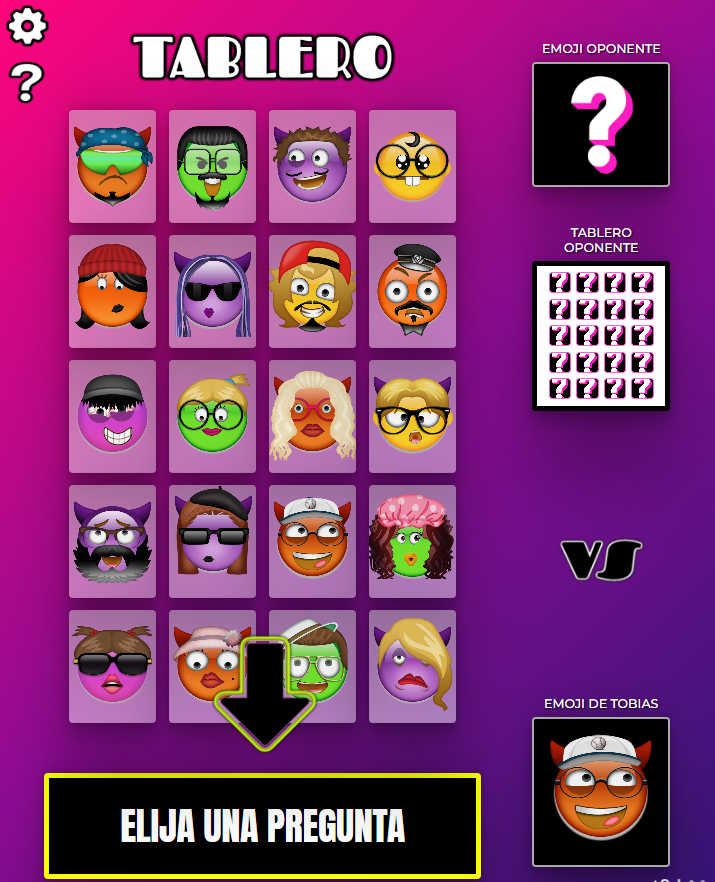 TABLERO
EMOJI OPONENTE
TABLERO
OPONENTE
VS
EMOJI DE TOBIAS
ELIJA UNA PREGUNTA